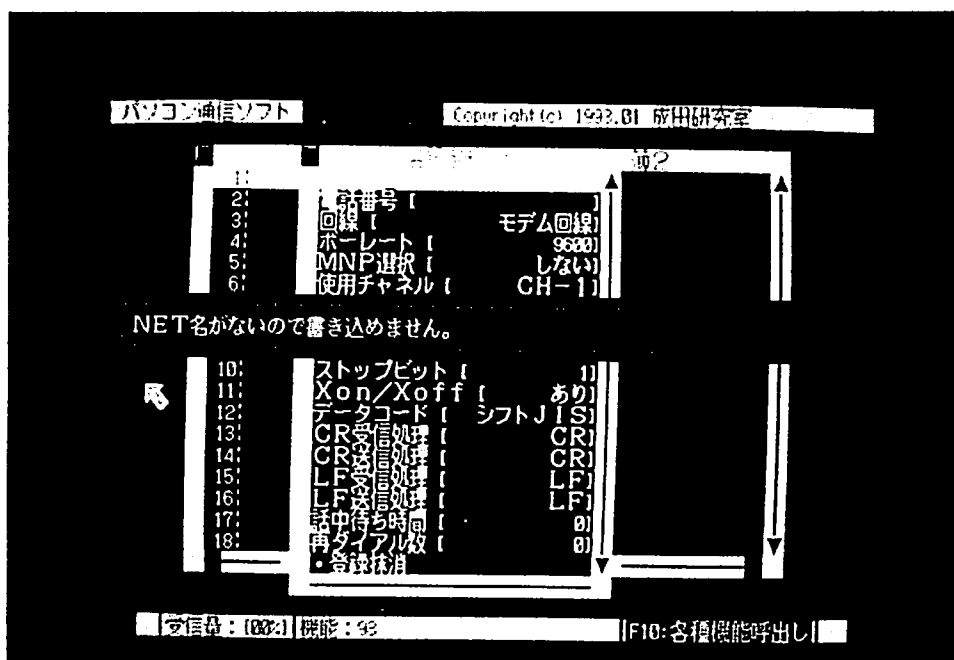 パソコン通信ソフト
Copyright(c) 1993.01 成田研究室
1:
2:
電話番号 [ ]
3:
回線 [ モデム回線]
4:
ボーレート [ 9600]
5:
MNP選択 [ しない]
6:
使用チャネル [ CH-1]
NET名がないので書き込めません。
10:
ストップビット [ 1]
11:
Xon/Xoff [ あり]
12:
データコード [ シフトJIS]
13:
CR受信処理 [ CR]
14:
CR送信処理 [ CR]
15:
LF受信処理 [ LF]
16:
LF送信処理 [ LF]
17:
話中待ち時間 [ 0]
18:
再ダイアル数 [ 0]
・登録抹消
受信量:[00%]
機能:93
F10:各種機能呼出し